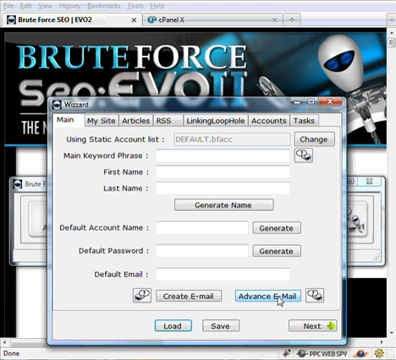 File Edit View History Bookmarks Tools Help
Brute Force SEO | EVO2 cPanel X
BRUTE FORCE
SEO:EVOII
THE N
Wizzard
Main My Site Articles RSS LinkingLoopHole Accounts Tasks
Using Static Account list : DEFAULT.bfacc Change
Main Keyword Phrase :
First Name :
Last Name :
Generate Name
Brute Fo
Default Account Name : Generate
Default Password : Generate
Default Email :
Create E-mail Advance E-Mail
Load Save Next
Done PPC WEB SPY